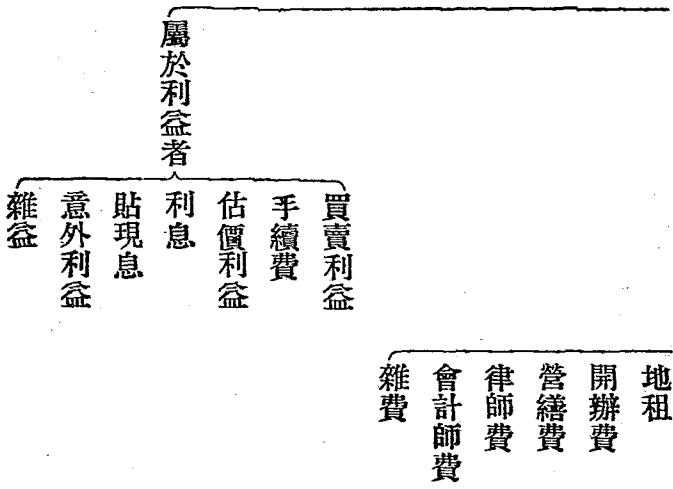 地租
開辦費
營繕費
律師費
會計師費
雜費
屬於利益者
買賣利益
手續費
估價利益
利息
貼現息
意外利益
雜益